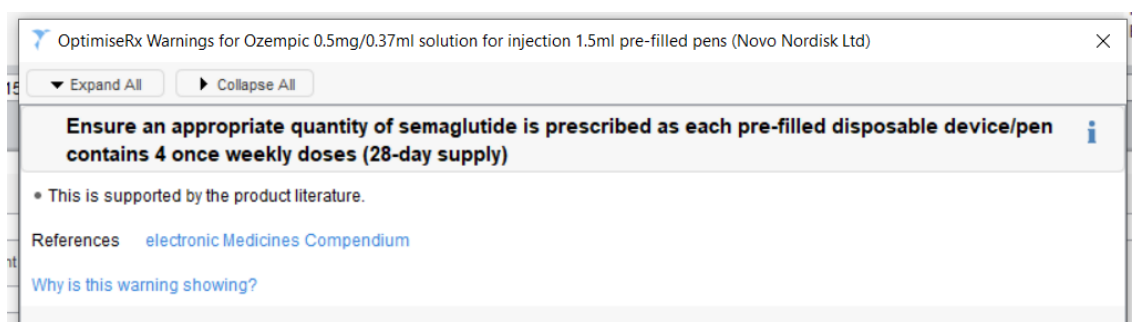 OptimiseRx Warnings for Ozempic 0.5mg/0.37ml solution for injection 1.5ml pre-filled pens (Novo Nordisk Ltd)
Expand All Collapse All
15
Ensure an appropriate quantity of semaglutide is prescribed as each pre-filled disposable device/pen
contains 4 once weekly doses (28-day supply)
• This is supported by the product literature.
References electronic Medicines Compendium
nt
Why is this warning showing?